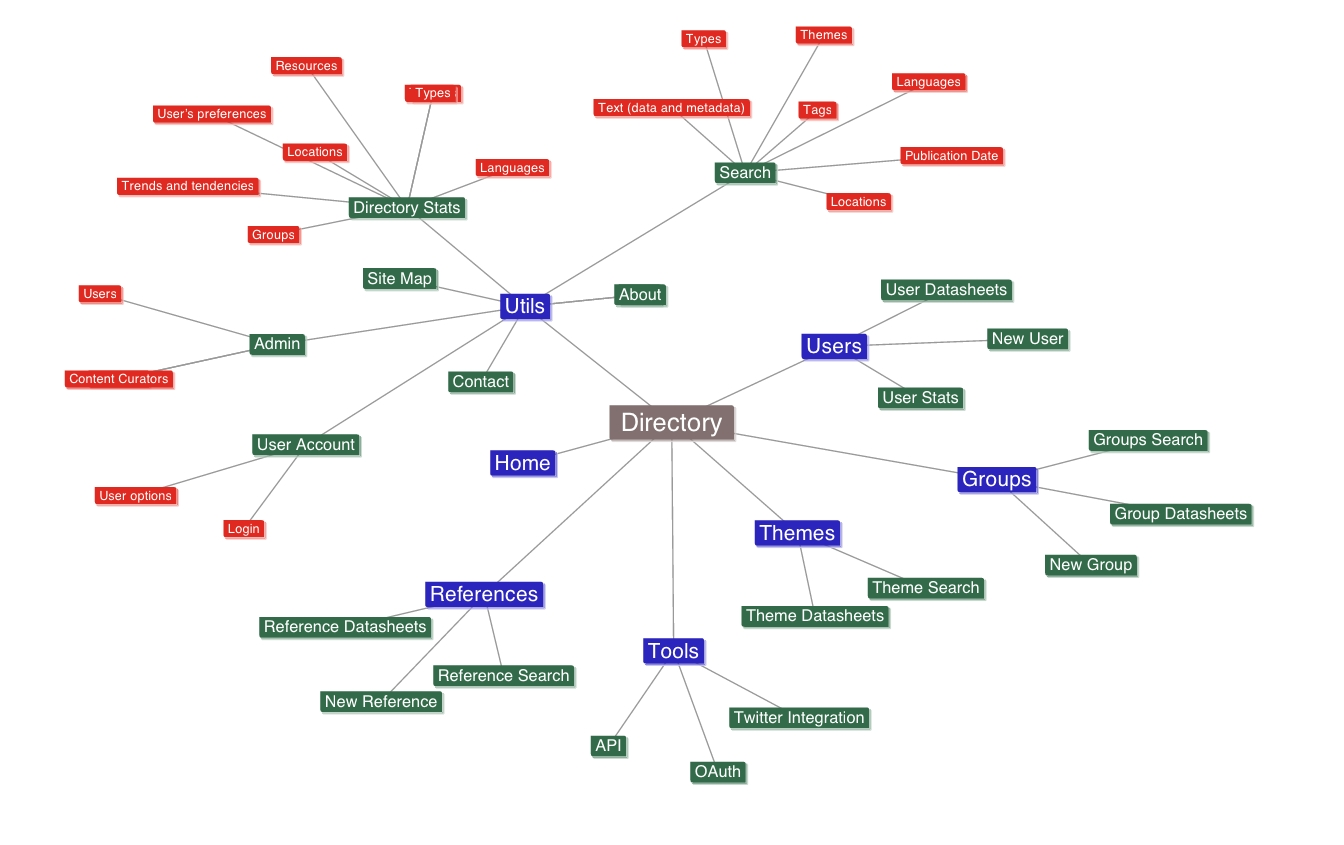 Themes
Types
Resources
Languages
Types
Text (data and metadata)
Tags
User's preferences
Locations
Publication Date
Languages
Search
Trends and tendencies
Locations
Directory Stats
Groups
Site Map
User Datasheets
Users
About
Utils
New User
Admin
Users
Content Curators
Contact
User Stats
Directory
Groups Search
User Account
Home
Groups
User options
Group Datasheets
Login
Themes
New Group
Theme Search
References
Theme Datasheets
Reference Datasheets
Tools
Reference Search
New Reference
Twitter Integration
API
OAuth